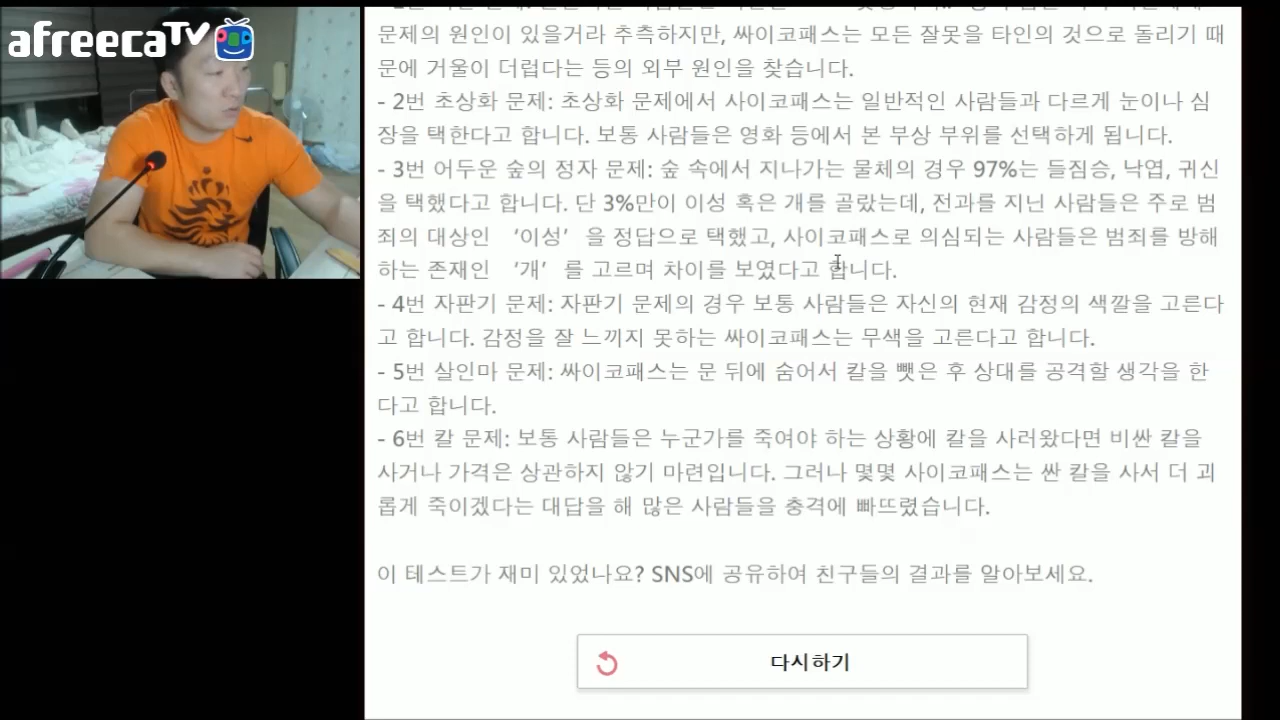 afreecaTV
문제의 원인이 있을거라 추측하지만, 싸이코패스는 모든 잘못을 타인의 것으로 돌리기 때
문에 거울이 더럽다는 등의 외부 원인을 찾습니다.
- 2번 초상화 문제: 초상화 문제에서 사이코패스는 일반적인 사람들과 다르게 눈이나 심
장을 택한다고 합니다. 보통 사람들은 영화 등에서 본 부상 부위를 선택하게 됩니다.
- 3번 어두운 숲의 정자 문제: 숲 속에서 지나가는 물체의 경우 97%는 들짐승, 낙엽, 귀신
을 택했다고 합니다. 단 3%만이 이성 혹은 개를 골랐는데, 전과를 지닌 사람들은 주로 범
죄의 대상인 ‘이성’ 을 정답으로 택했고, 사이코패스로 의심되는 사람들은 범죄를 방해
하는 존재인 ‘개’ 를 고르며 차이를 보였다고 합니다.
- 4번 자판기 문제: 자판기 문제의 경우 보통 사람들은 자신의 현재 감정의 색깔을 고른다
고 합니다. 감정을 잘 느끼지 못하는 싸이코패스는 무색을 고른다고 합니다.
- 5번 살인마 문제: 싸이코패스는 문 뒤에 숨어서 칼을 뺏은 후 상대를 공격할 생각을 한
다고 합니다.
- 6번 칼 문제: 보통 사람들은 누군가를 죽여야 하는 상황에 칼을 사러왔다면 비싼 칼을
사거나 가격은 상관하지 않기 마련입니다. 그러나 몇몇 사이코패스는 싼 칼을 사서 더 괴
롭게 죽이겠다는 대답을 해 많은 사람들을 충격에 빠뜨렸습니다.
이 테스트가 재미 있었나요? SNS에 공유하여 친구들의 결과를 알아보세요.
다시하기